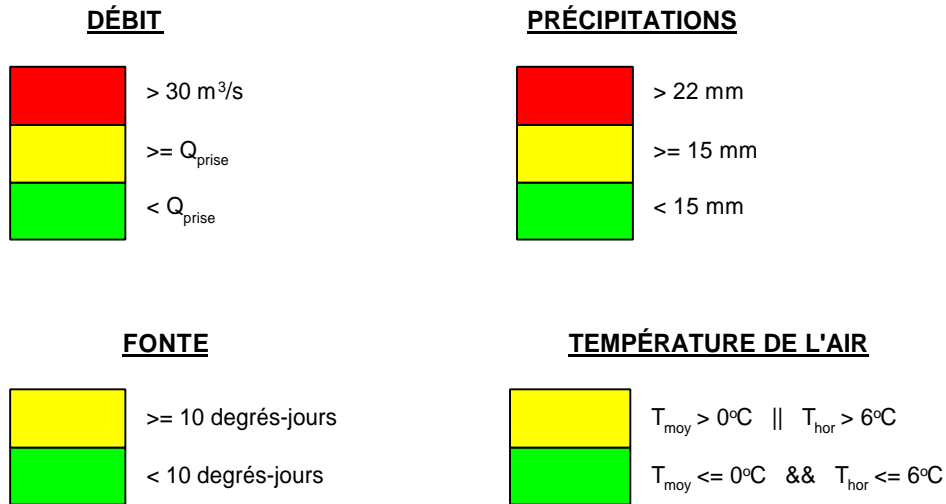 DÉBIT
> 30 m³/s
>= Qprise
< Qprise
PRÉCIPITATIONS
> 22 mm
>= 15 mm
< 15 mm
FONTE
>= 10 degrés-jours
< 10 degrés-jours
TEMPÉRATURE DE L'AIR
Tmoy > 0ºC || Thor > 6ºC
Tmoy <= 0ºC && Thor <= 6ºC